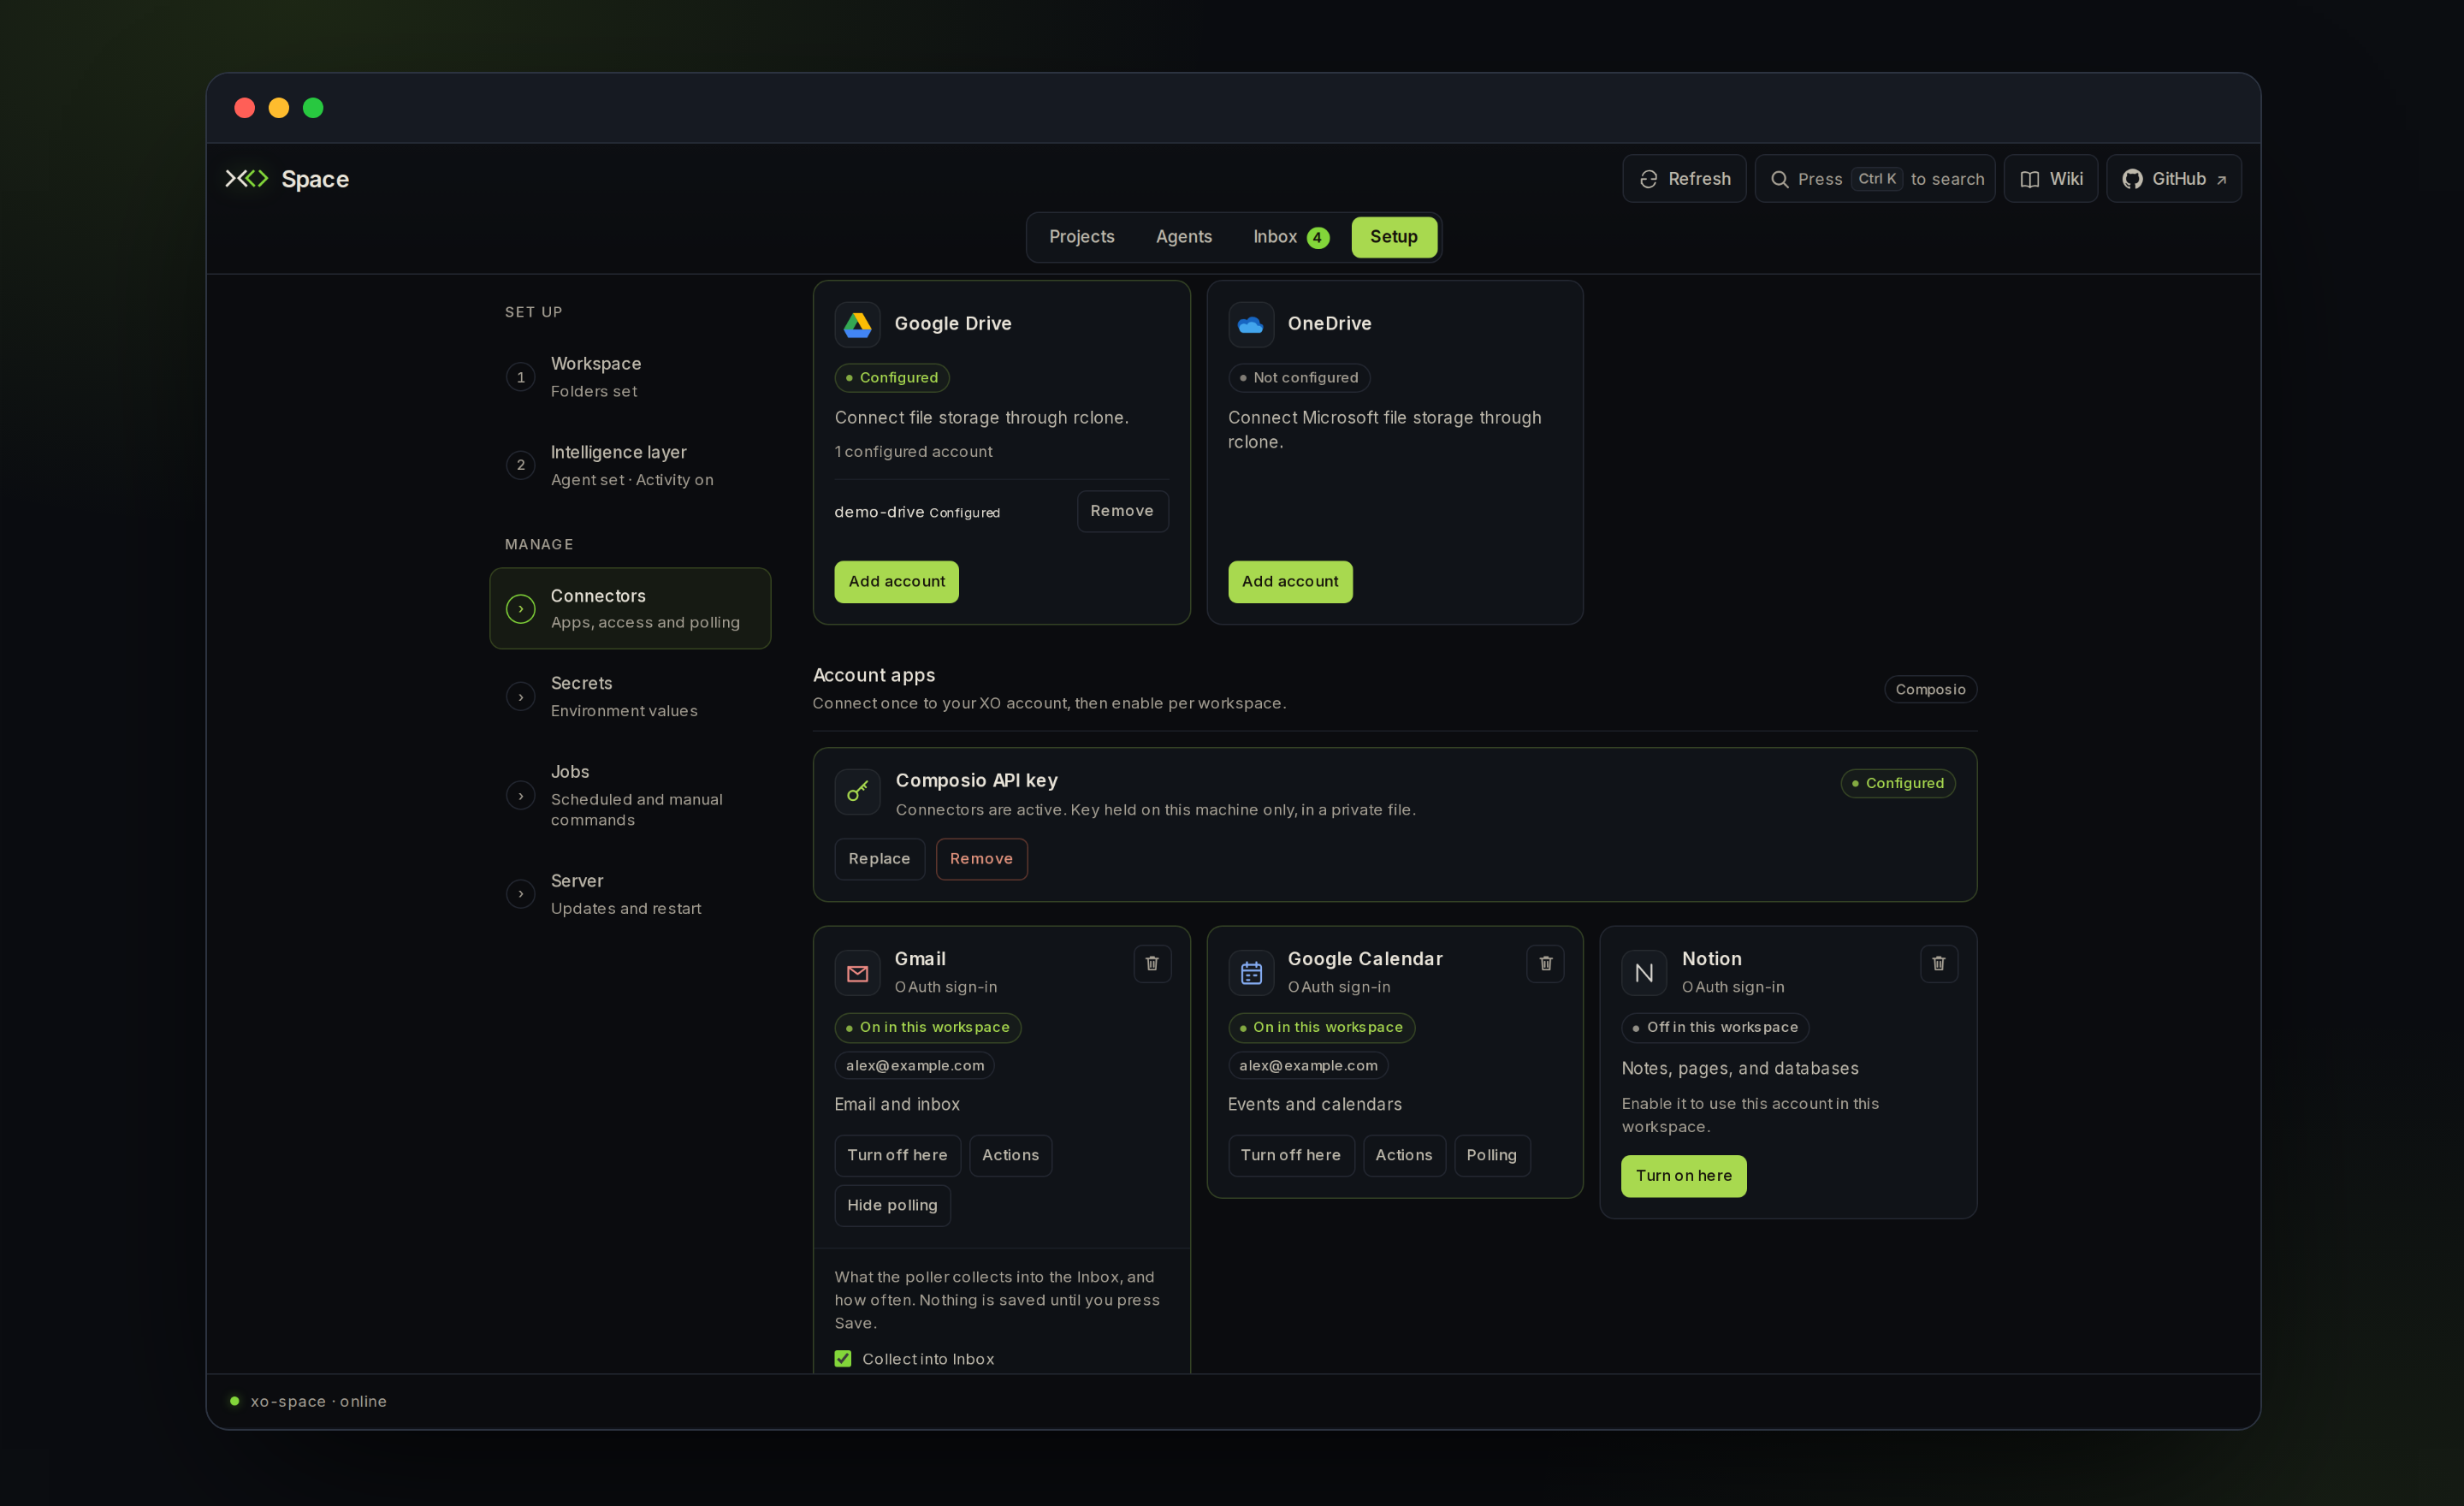 Space
Refresh
Press Ctrl K to search
Wiki
GitHub
Projects
Agents
Inbox 4
Setup
SET UP
1
Workspace
Folders set
2
Intelligence layer
Agent set · Activity on
MANAGE
Connectors
Apps, access and polling
Secrets
Environment values
Jobs
Scheduled and manual
commands
Server
Updates and restart
Google Drive
Configured
Connect file storage through rclone.
1 configured account
demo-drive Configured
Remove
Add account
OneDrive
Not configured
Connect Microsoft file storage through
rclone.
Add account
Account apps
Connect once to your XO account, then enable per workspace.
Composio
Composio API key
Connectors are active. Key held on this machine only, in a private file.
Configured
Replace
Remove
Gmail
OAuth sign-in
On in this workspace
alex@example.com
Email and inbox
Turn off here
Actions
Hide polling
What the poller collects into the Inbox, and
how often. Nothing is saved until you press
Save.
Collect into Inbox
Google Calendar
OAuth sign-in
On in this workspace
alex@example.com
Events and calendars
Turn off here
Actions
Polling
Notion
OAuth sign-in
Off in this workspace
Notes, pages, and databases
Enable it to use this account in this
workspace.
Turn on here
xo-space · online